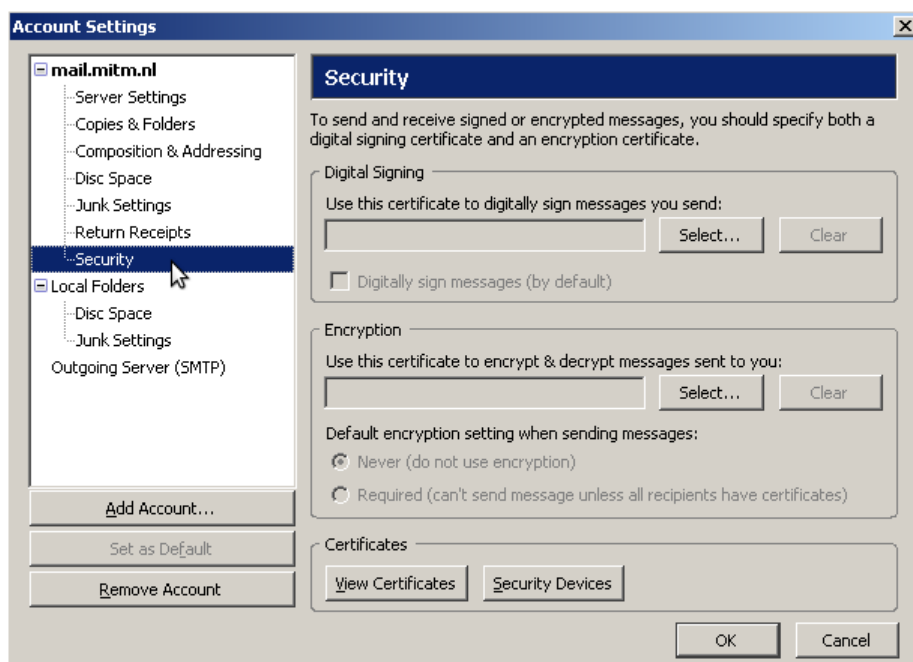 Account Settings
mail.mitm.nl
Server Settings
Copies & Folders
Composition & Addressing
Disc Space
Junk Settings
Return Receipts
Security
Local Folders
Disc Space
Junk Settings
Outgoing Server (SMTP)
Add Account...
Set as Default
Remove Account
Security
To send and receive signed or encrypted messages, you should specify both a
digital signing certificate and an encryption certificate.
Digital Signing
Use this certificate to digitally sign messages you send:
Select...
Clear
Digitally sign messages (by default)
Encryption
Use this certificate to encrypt & decrypt messages sent to you:
Select...
Clear
Default encryption setting when sending messages:
Never (do not use encryption)
Required (can't send message unless all recipients have certificates)
Certificates
View Certificates
Security Devices
OK
Cancel